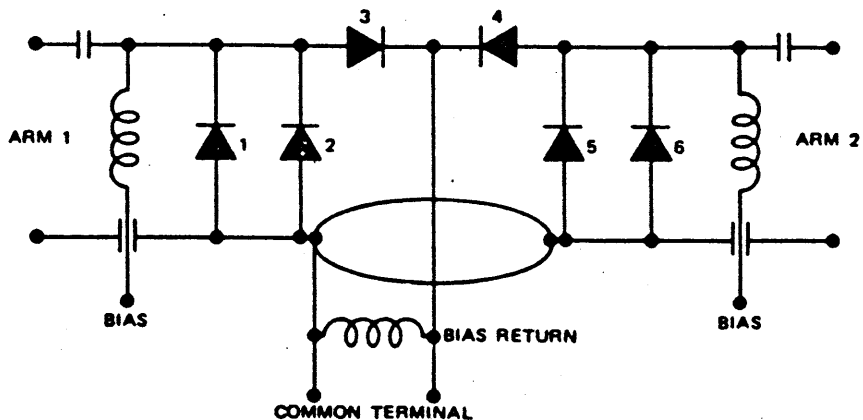 3 4
ARM 1 1 2 5 6 ARM 2
BIAS BIAS
BIAS RETURN
COMMON TERMINAL